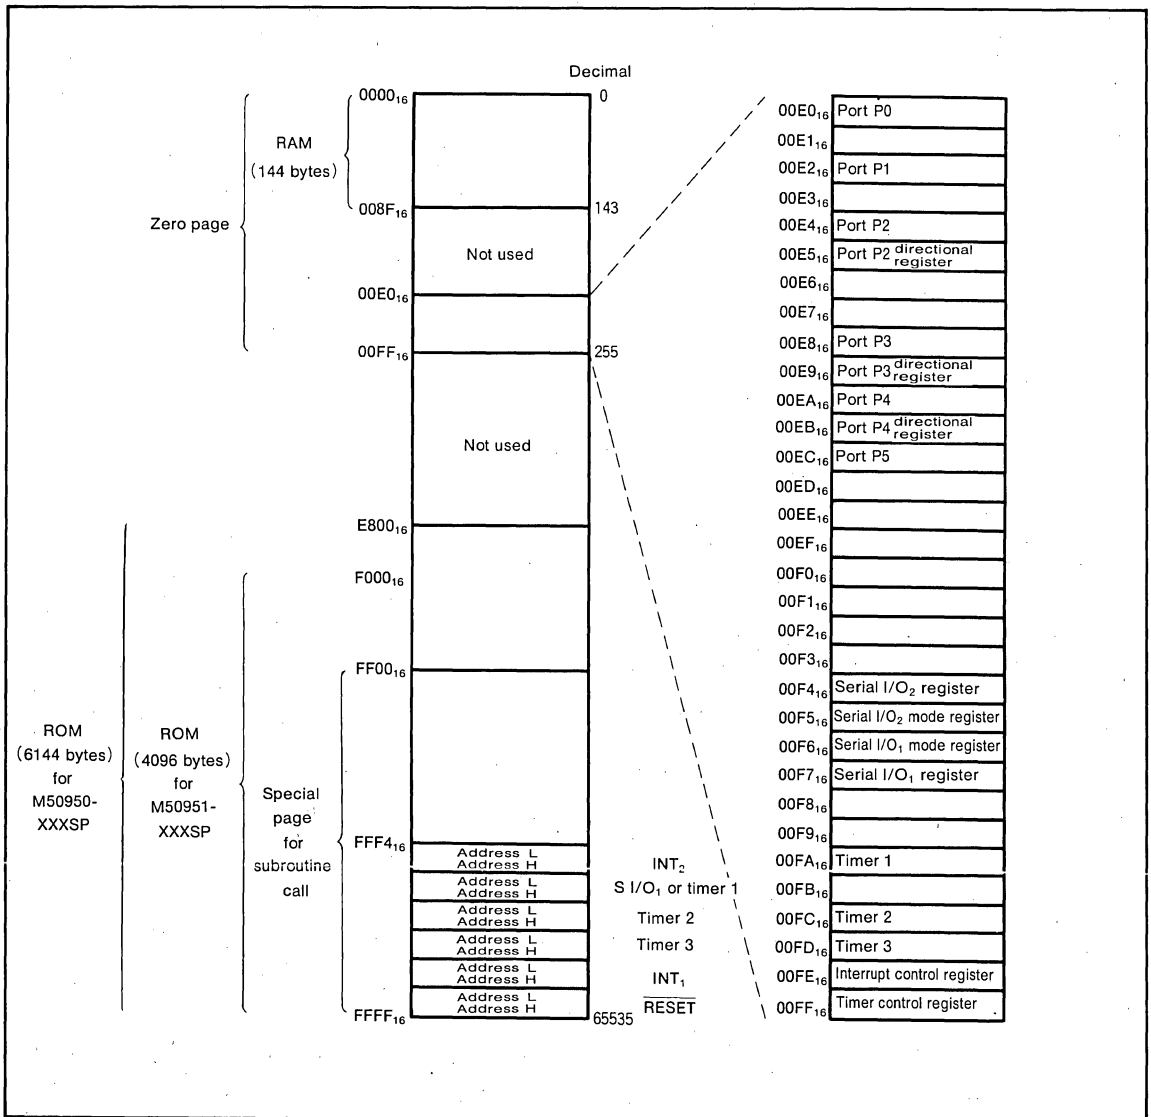 Decimal
0000₁₆
0
RAM
(144 bytes)
008F₁₆
143
Zero page
Not used
00E0₁₆
00FF₁₆
255
Not used
E800₁₆
F000₁₆
FF00₁₆
ROM
(6144 bytes)
for
M50950-
XXXSP
ROM
(4096 bytes)
for
M50951-
XXXSP
Special
page
for
subroutine
call
FFF4₁₆
Address L
Address H
INT₂
Address L
Address H
S I/O₁ or timer 1
Address L
Address H
Timer 2
Address L
Address H
Timer 3
Address L
Address H
INT₁
Address L
Address H
RESET
FFFF₁₆
65535
00E0₁₆ Port P0
00E1₁₆
00E2₁₆ Port P1
00E3₁₆
00E4₁₆ Port P2
00E5₁₆ Port P2 directional
register
00E6₁₆
00E7₁₆
00E8₁₆ Port P3
00E9₁₆ Port P3 directional
register
00EA₁₆ Port P4
00EB₁₆ Port P4 directional
register
00EC₁₆ Port P5
00ED₁₆
00EE₁₆
00EF₁₆
00F0₁₆
00F1₁₆
00F2₁₆
00F3₁₆
00F4₁₆ Serial I/O₂ register
00F5₁₆ Serial I/O₂ mode register
00F6₁₆ Serial I/O₁ mode register
00F7₁₆ Serial I/O₁ register
00F8₁₆
00F9₁₆
00FA₁₆ Timer 1
00FB₁₆
00FC₁₆ Timer 2
00FD₁₆ Timer 3
00FE₁₆ Interrupt control register
00FF₁₆ Timer control register